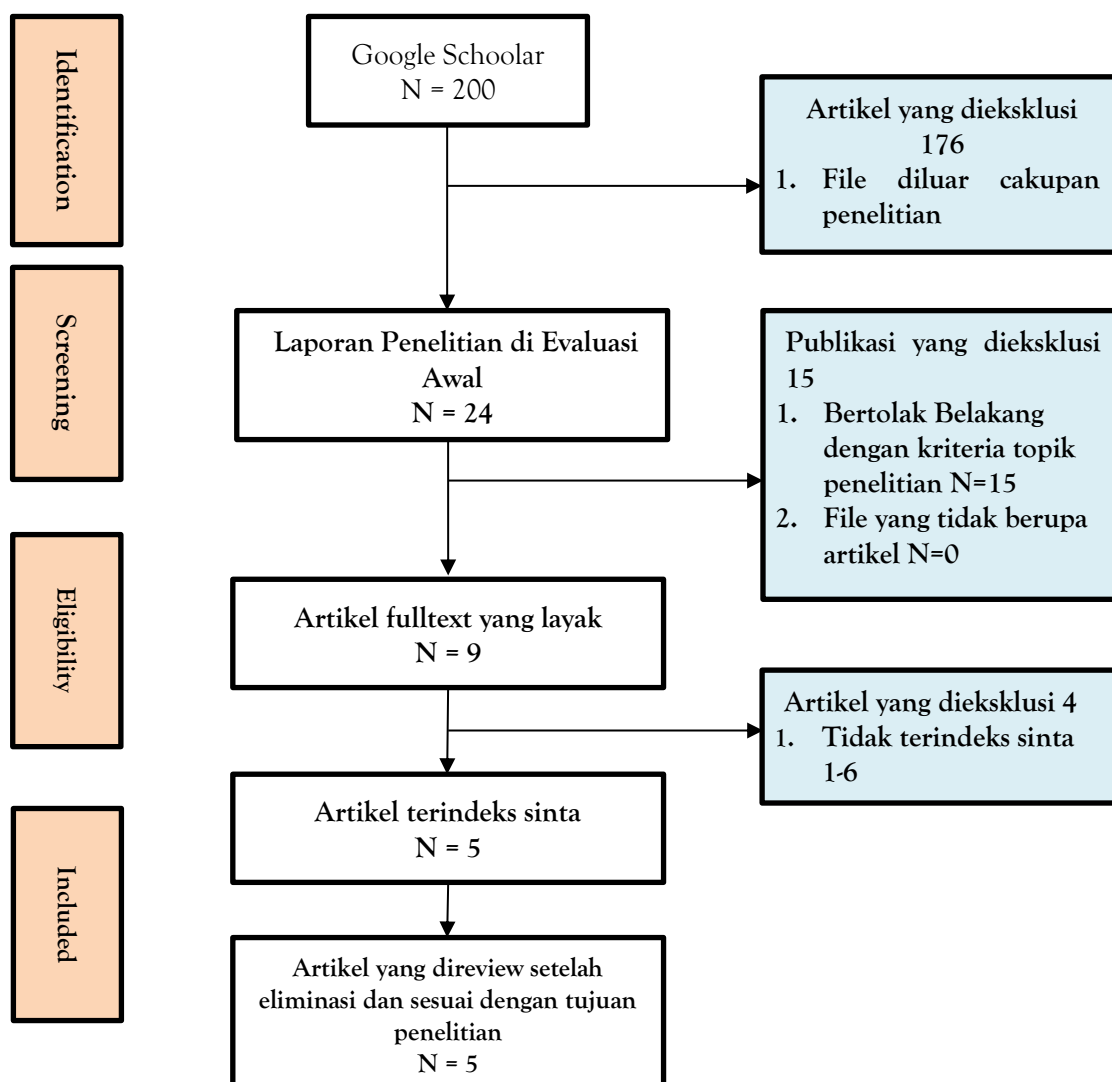 Identification
Google Schoolar
N = 200
Artikel yang dieksklusi
176
1. File diluar cakupan
penelitian
Screening
Laporan Penelitian di Evaluasi
Awal
N = 24
Publikasi yang dieksklusi
15
1. Bertolak Belakang
dengan kriteria topik
penelitian N=15
2. File yang tidak berupa
artikel N=0
Eligibility
Artikel fulltext yang layak
N = 9
Artikel yang dieksklusi 4
1. Tidak terindeks sinta
1-6
Included
Artikel terindeks sinta
N = 5
Artikel yang direview setelah
eliminasi dan sesuai dengan tujuan
penelitian
N = 5